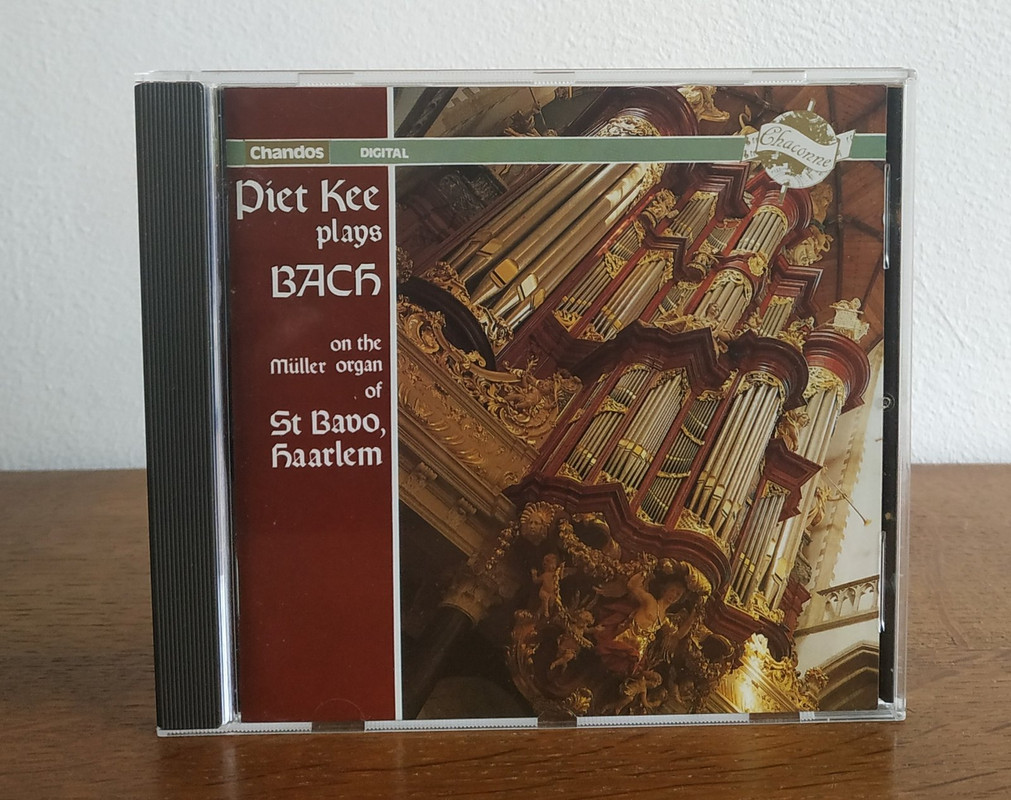 Chandos DIGITAL
Chaconne
Piet Kee
plays
BACH
on the
Müller organ
of
St Bavo,
Haarlem